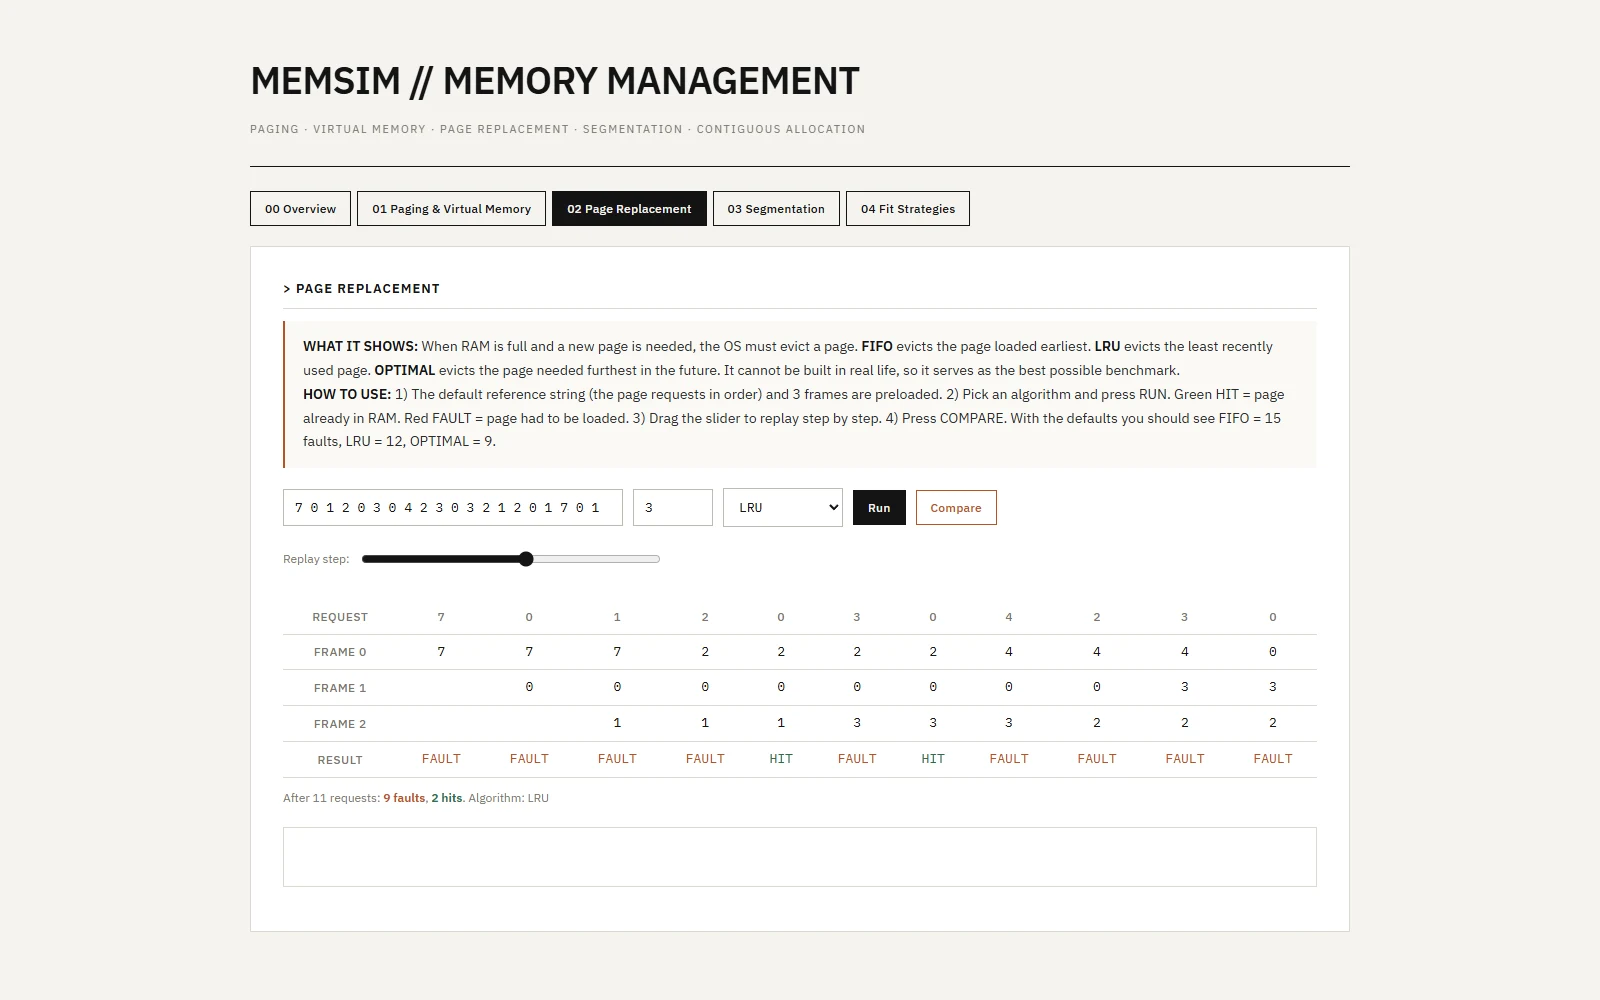 MEMSIM // MEMORY MANAGEMENT
PAGING · VIRTUAL MEMORY · PAGE REPLACEMENT · SEGMENTATION · CONTIGUOUS ALLOCATION
00 Overview 01 Paging & Virtual Memory 02 Page Replacement 03 Segmentation 04 Fit Strategies
> PAGE REPLACEMENT
WHAT IT SHOWS: When RAM is full and a new page is needed, the OS must evict a page. FIFO evicts the page loaded earliest. LRU evicts the least recently
used page. OPTIMAL evicts the page needed furthest in the future. It cannot be built in real life, so it serves as the best possible benchmark.
HOW TO USE: 1) The default reference string (the page requests in order) and 3 frames are preloaded. 2) Pick an algorithm and press RUN. Green HIT = page
already in RAM. Red FAULT = page had to be loaded. 3) Drag the slider to replay step by step. 4) Press COMPARE. With the defaults you should see FIFO = 15
faults, LRU = 12, OPTIMAL = 9.
7 0 1 2 0 3 0 4 2 3 0 3 2 1 2 0 1 7 0 1 3 LRU Run Compare
Replay step:
REQUEST 7 0 1 2 0 3 0 4 2 3 0
FRAME 0 7 7 7 2 2 2 2 4 4 4 0
FRAME 1 0 0 0 0 0 0 0 0 3 3
FRAME 2 1 1 1 3 3 3 2 2 2
RESULT FAULT FAULT FAULT FAULT HIT FAULT HIT FAULT FAULT FAULT FAULT
After 11 requests: 9 faults, 2 hits. Algorithm: LRU